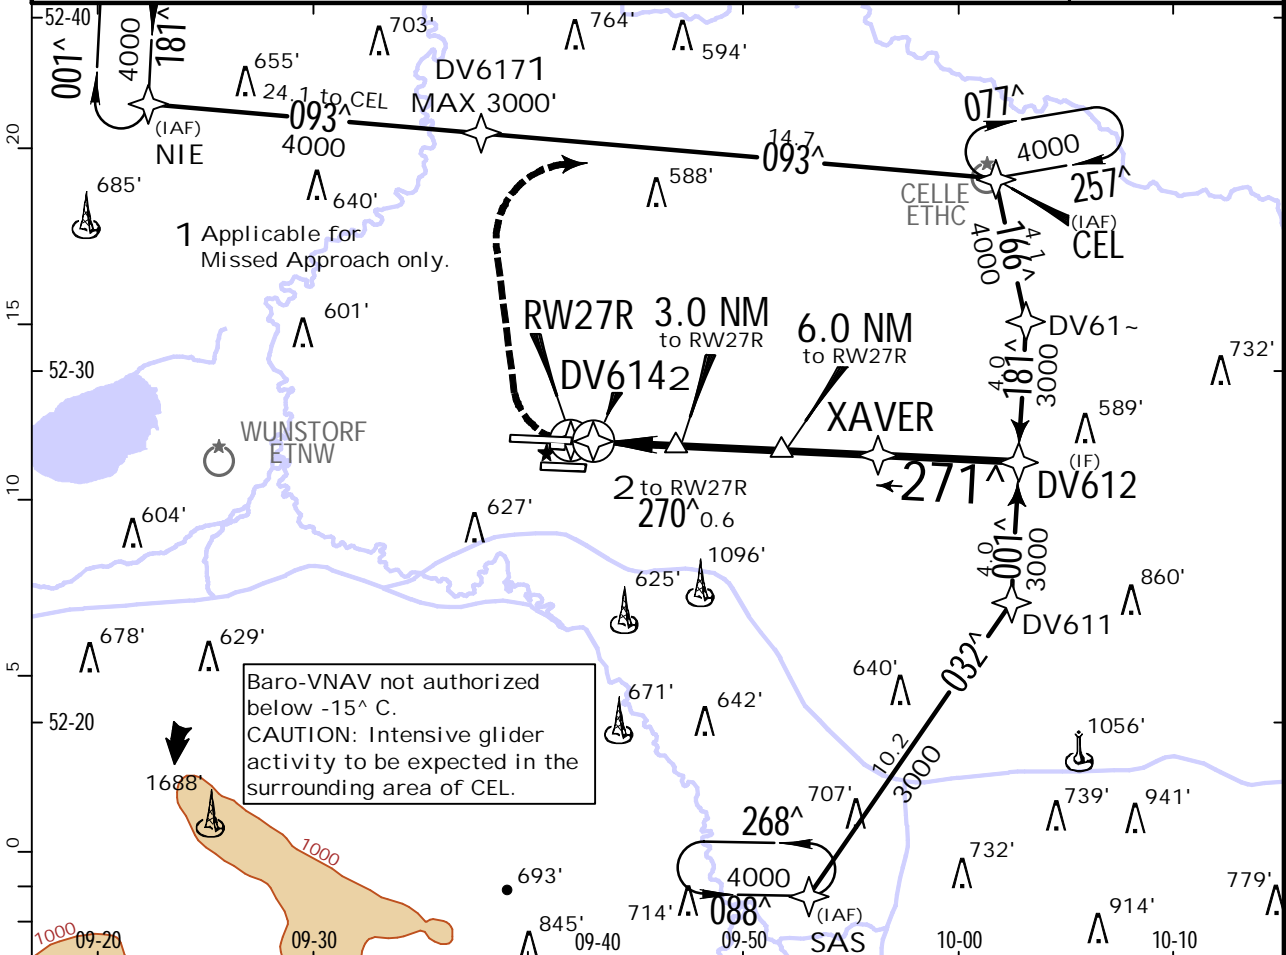 52-40
001^
4000
181^
703'
764'
594'
655'
DV6171
MAX 3000'
24.1 to CEL
093^
4000
(IAF)
NIE
20
14.7
093^
077^
4000
257^
CELLE
ETHC
(IAF)
CEL
685'
640'
588'
1 Applicable for
Missed Approach only.
4.1
166^
4000
601'
RW27R
3.0 NM
to RW27R
6.0 NM
to RW27R
DV61~
15
52-30
DV614 2
4.0
181^
3000
732'
589'
XAVER
WUNSTORF
ETNW
271^
(IF)
DV612
10
2 to RW27R
270^ 0.6
604'
627'
1096'
625'
4.0
001^
3000
860'
DV611
678'
629'
5
52-20
Baro-VNAV not authorized
below -15^ C.
CAUTION: Intensive glider
activity to be expected in the
surrounding area of CEL.
671'
642'
640'
032^
10.2
3000
1056'
1688'
707'
739'
941'
0
1000
268^
4000
088^
(IAF)
SAS
732'
693'
714'
845'
779'
914'
1000
09-20
09-30
09-40
09-50
10-00
10-10